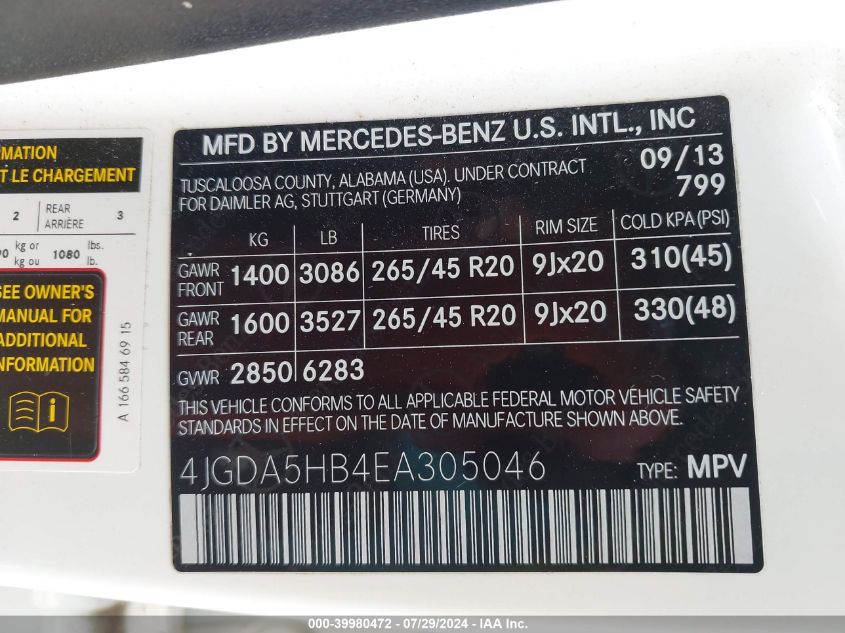 RMATION
T LE CHARGEMENT
2 REAR ARRIÈRE 3
90 kg or kg ou 1080 lbs. lb.
SEE OWNER'S
MANUAL FOR
ADDITIONAL
INFORMATION
A 166 584 69 15
MFD BY MERCEDES-BENZ U.S. INTL., INC
TUSCALOOSA COUNTY, ALABAMA (USA). UNDER CONTRACT 09/13
FOR DAIMLER AG, STUTTGART (GERMANY) 799
KG LB TIRES RIM SIZE COLD KPA(PSI)
GAWR FRONT 1400 3086 265/45 R20 9Jx20 310(45)
GAWR REAR 1600 3527 265/45 R20 9Jx20 330(48)
GVWR 2850 6283
THIS VEHICLE CONFORMS TO ALL APPLICABLE FEDERAL MOTOR VEHICLE SAFETY
STANDARDS IN EFFECT ON THE DATE OF MANUFACTURE SHOWN ABOVE.
4JGDA5HB4EA305046 TYPE: MPV
000-39980472 - 07/29/2024 - IAAI.com